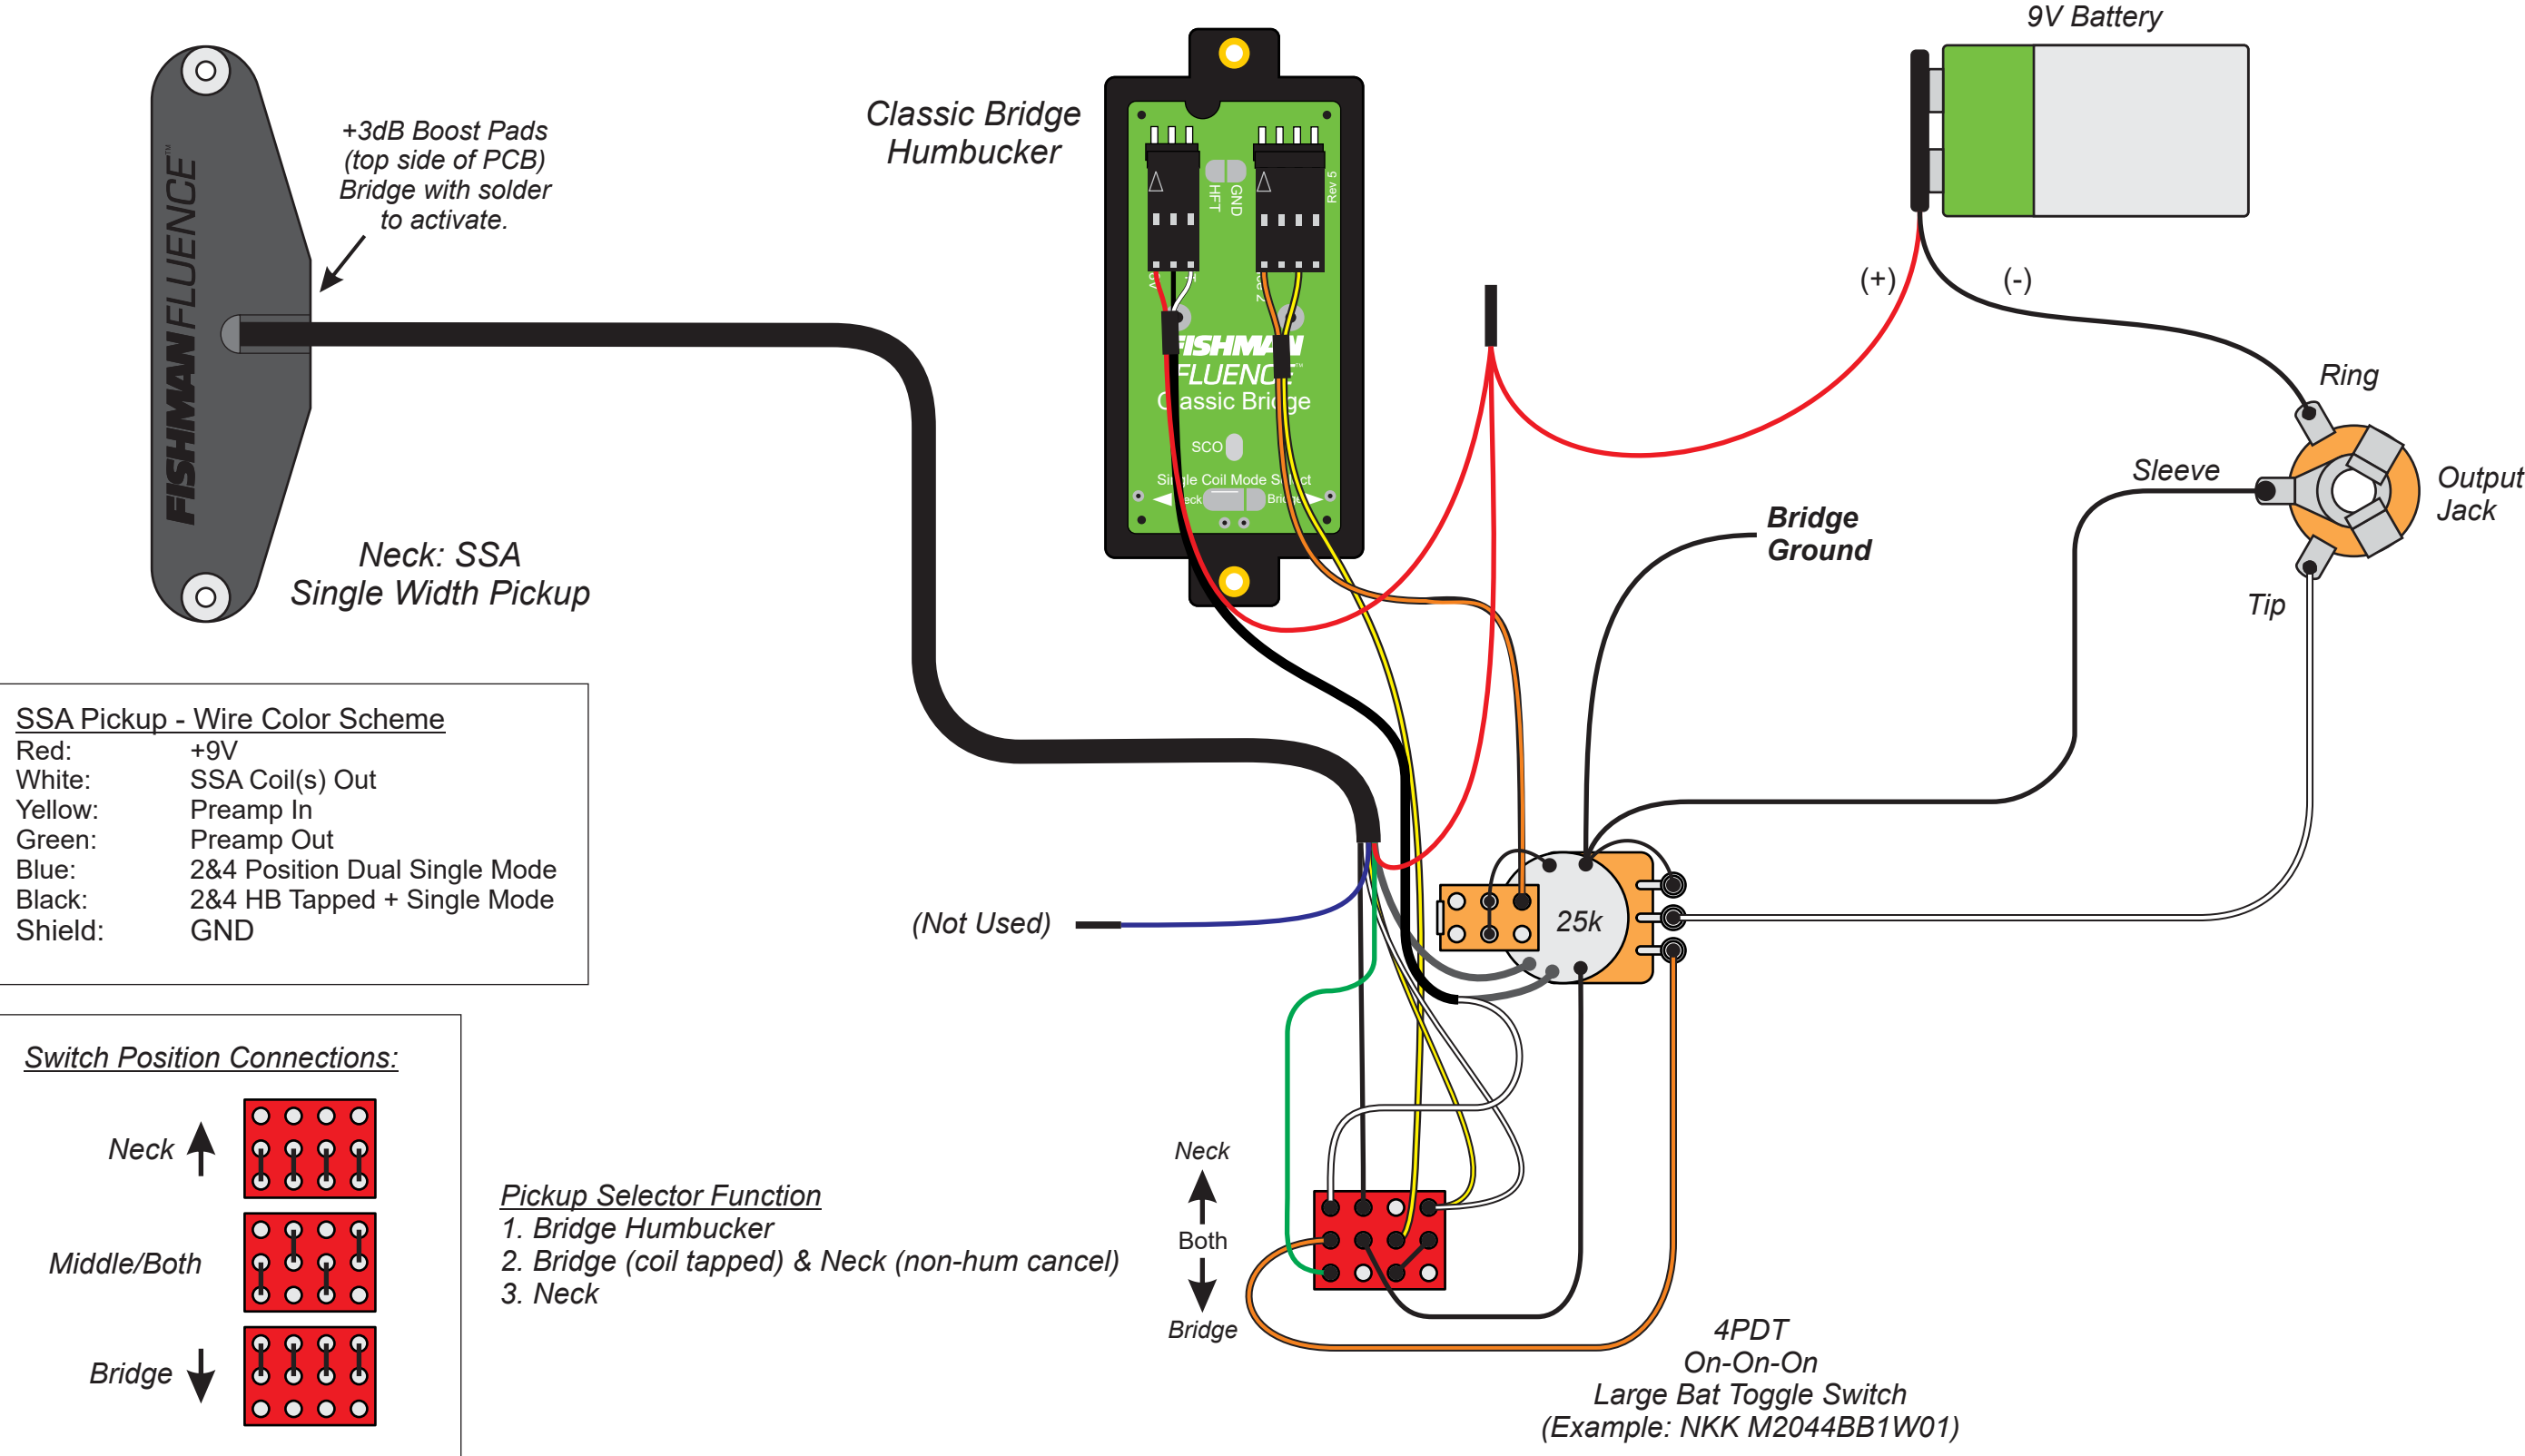 9V Battery
+3dB Boost Pads
(top side of PCB)
Bridge with solder
to activate.
FISHMANFLUENCE™
Neck: SSA
Single Width Pickup
Classic Bridge
Humbucker
HFT
GND
Rev 5
FISHMAN
FLUENCE™
Classic Bridge
SCO
Single Coil Mode Select
Neck
Bridge
(+)
(-)
Ring
Sleeve
Output
Jack
Tip
Bridge
Ground
SSA Pickup - Wire Color Scheme
Red: +9V
White: SSA Coil(s) Out
Yellow: Preamp In
Green: Preamp Out
Blue: 2&4 Position Dual Single Mode
Black: 2&4 HB Tapped + Single Mode
Shield: GND
(Not Used)
25k
Switch Position Connections:
Neck
Middle/Both
Bridge
Pickup Selector Function
1. Bridge Humbucker
2. Bridge (coil tapped) & Neck (non-hum cancel)
3. Neck
Neck
Both
Bridge
4PDT
On-On-On
Large Bat Toggle Switch
(Example: NKK M2044BB1W01)